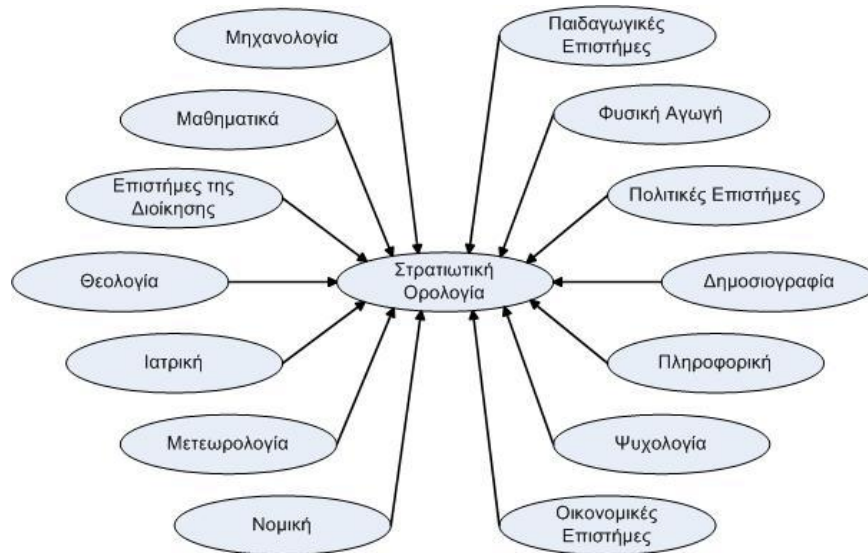 Μηχανολογία
Παιδαγωγικές
Επιστήμες
Μαθηματικά
Φυσική Αγωγή
Επιστήμες της
Διοίκησης
Πολιτικές Επιστήμες
Θεολογία
Στρατιωτική
Ορολογία
Δημοσιογραφία
Ιατρική
Πληροφορική
Μετεωρολογία
Ψυχολογία
Νομική
Οικονομικές
Επιστήμες